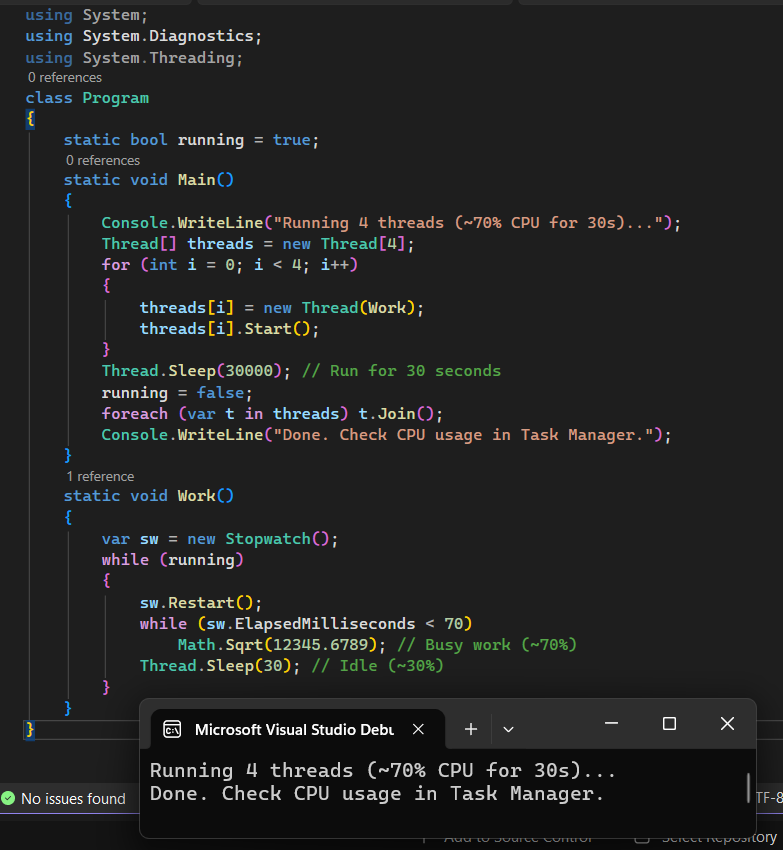 using System;
using System.Diagnostics;
using System.Threading;
0 references
class Program
{
static bool running = true;
0 references
static void Main()
{
Console.WriteLine("Running 4 threads (~70% CPU for 30s)...");
Thread[] threads = new Thread[4];
for (int i = 0; i < 4; i++)
{
threads[i] = new Thread(Work);
threads[i].Start();
}
Thread.Sleep(30000); // Run for 30 seconds
running = false;
foreach (var t in threads) t.Join();
Console.WriteLine("Done. Check CPU usage in Task Manager.");
}
1 reference
static void Work()
{
var sw = new Stopwatch();
while (running)
{
sw.Restart();
while (sw.ElapsedMilliseconds < 70)
Math.Sqrt(12345.6789); // Busy work (~70%)
Thread.Sleep(30); // Idle (~30%)
}
}
}
Microsoft Visual Studio Debu
Running 4 threads (~70% CPU for 30s)...
Done. Check CPU usage in Task Manager.
No issues found
TF-8
Add to Source Control
Select Repository